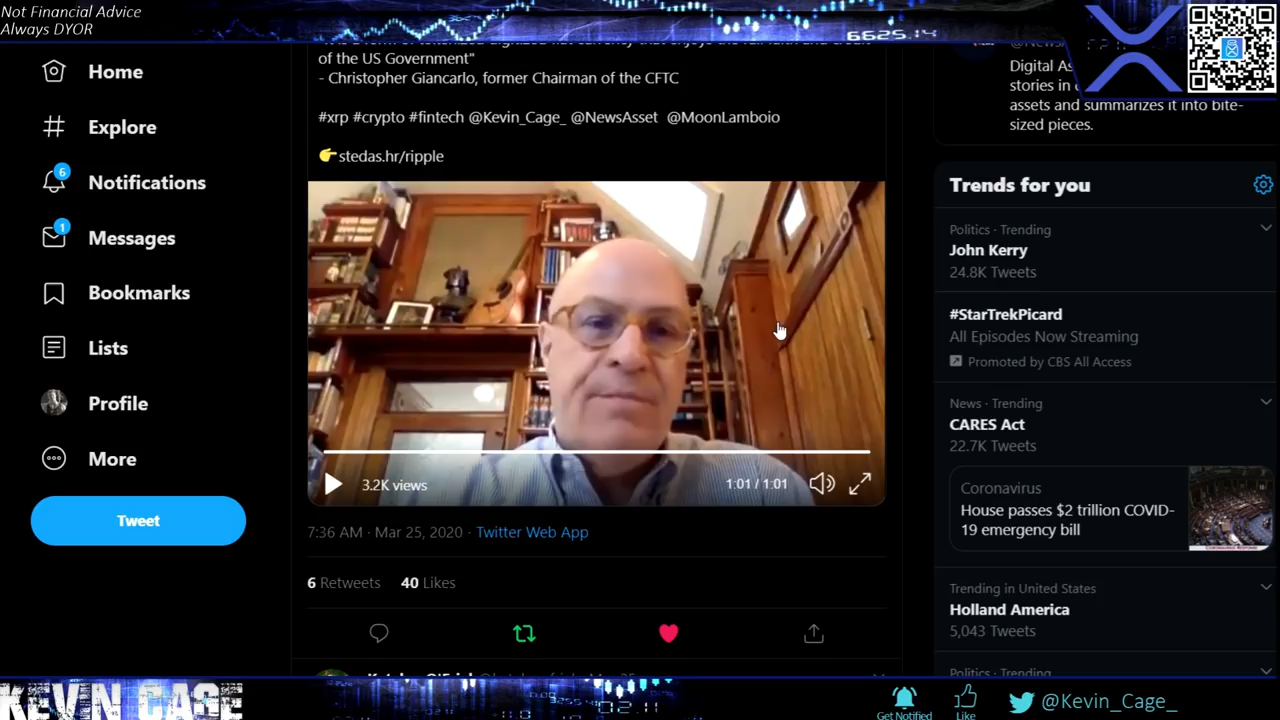 Not Financial Advice
Always DYOR
6625.14
Home
Explore
6
Notifications
1
Messages
Bookmarks
Lists
Profile
More
Tweet
of the US Government"
- Christopher Giancarlo, former Chairman of the CFTC
#xrp #crypto #fintech @Kevin_Cage_ @NewsAsset @MoonLamboio
👉stedas.hr/ripple
3.2K views
1:01 / 1:01
7:36 AM · Mar 25, 2020 · Twitter Web App
6 Retweets 40 Likes
Digital As
stories in
assets and summarizes it into bite-
sized pieces.
Trends for you
Politics · Trending
John Kerry
24.8K Tweets
#StarTrekPicard
All Episodes Now Streaming
Promoted by CBS All Access
News · Trending
CARES Act
22.7K Tweets
Coronavirus
House passes $2 trillion COVID-
19 emergency bill
Trending in United States
Holland America
5,043 Tweets
KEVIN CAGE
Get Notified
Like
@Kevin_Cage_